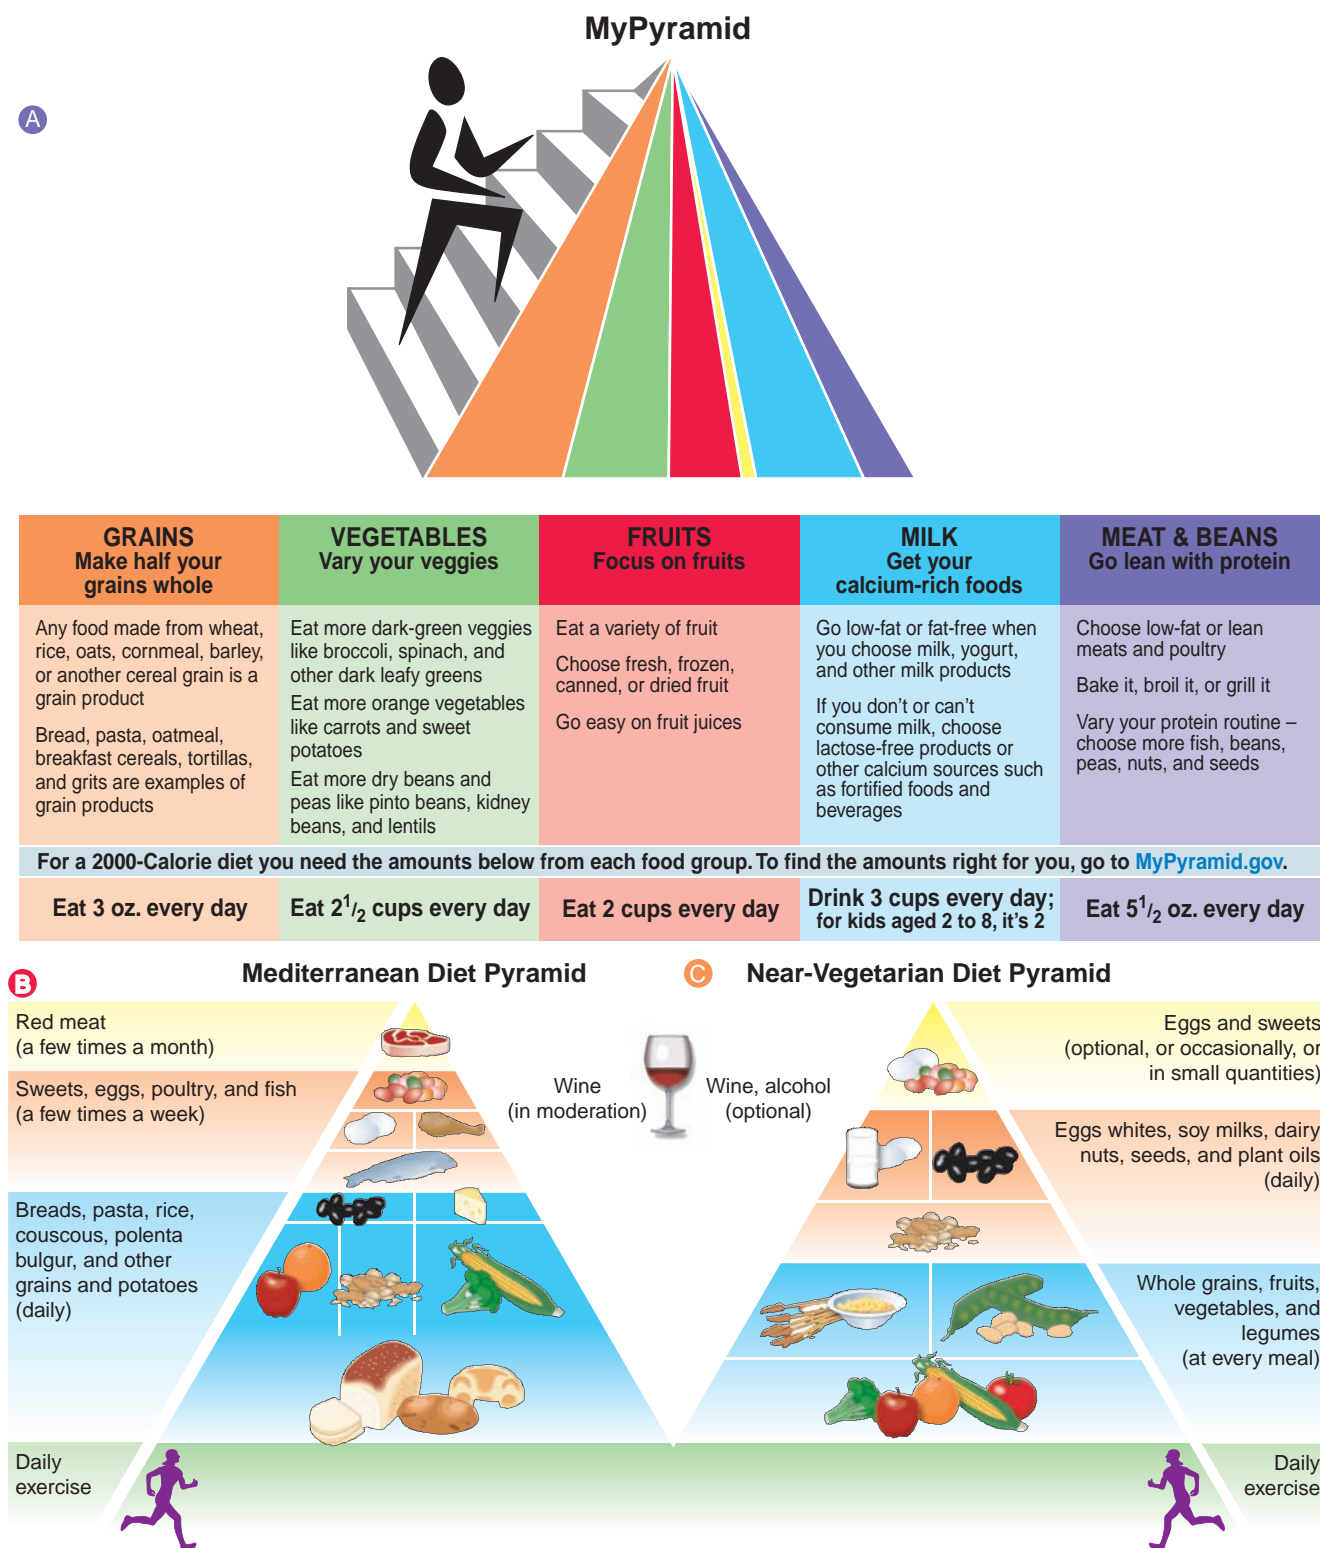 MyPyramid
A
GRAINS
Make half your
grains whole
Any food made from wheat,
rice, oats, cornmeal, barley,
or another cereal grain is a
grain product
Bread, pasta, oatmeal,
breakfast cereals, tortillas,
and grits are examples of
grain products
VEGETABLES
Vary your veggies
Eat more dark-green veggies
like broccoli, spinach, and
other dark leafy greens
Eat more orange vegetables
like carrots and sweet
potatoes
Eat more dry beans and
peas like pinto beans, kidney
beans, and lentils
FRUITS
Focus on fruits
Eat a variety of fruit
Choose fresh, frozen,
canned, or dried fruit
Go easy on fruit juices
MILK
Get your
calcium-rich foods
Go low-fat or fat-free when
you choose milk, yogurt,
and other milk products
If you don’t or can’t
consume milk, choose
lactose-free products or
other calcium sources such
as fortified foods and
beverages
MEAT & BEANS
Go lean with protein
Choose low-fat or lean
meats and poultry
Bake it, broil it, or grill it
Vary your protein routine –
choose more fish, beans,
peas, nuts, and seeds
For a 2000-Calorie diet you need the amounts below from each food group. To find the amounts right for you, go to MyPyramid.gov.
Eat 3 oz. every day
Eat 2 1/2 cups every day
Eat 2 cups every day
Drink 3 cups every day;
for kids aged 2 to 8, it’s 2
Eat 5 1/2 oz. every day
B
Mediterranean Diet Pyramid
Red meat
(a few times a month)
Sweets, eggs, poultry, and fish
(a few times a week)
Breads, pasta, rice,
couscous, polenta
bulgur, and other
grains and potatoes
(daily)
Daily
exercise
Wine
(in moderation)
C
Near-Vegetarian Diet Pyramid
Wine, alcohol
(optional)
Eggs and sweets
(optional, or occasionally, or
in small quantities)
Eggs whites, soy milks, dairy
nuts, seeds, and plant oils
(daily)
Whole grains, fruits,
vegetables, and
legumes
(at every meal)
Daily
exercise